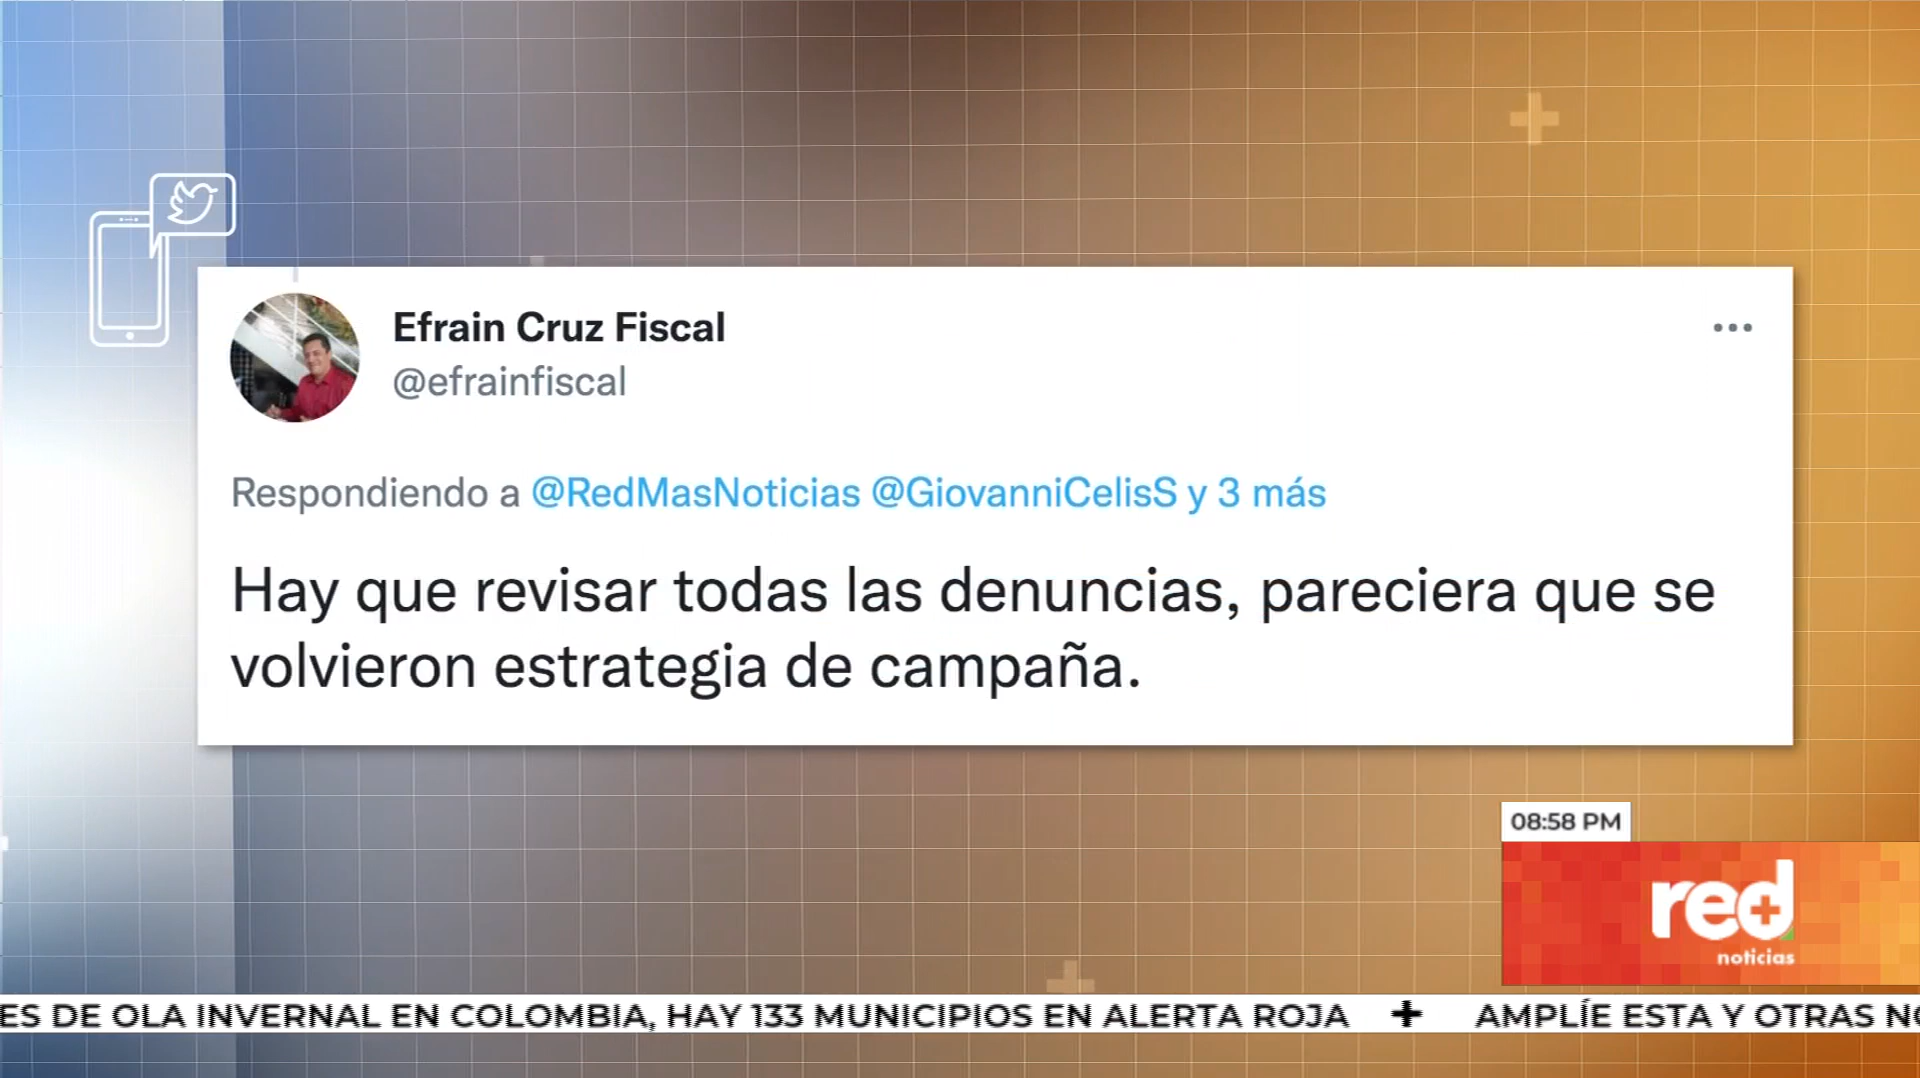 Efrain Cruz Fiscal
@efrainfiscal
Respondiendo a @RedMasNoticias @GiovanniCelisS y 3 más
Hay que revisar todas las denuncias, pareciera que se
volvieron estrategia de campaña.
08:58 PM
red
noticias
ES DE OLA INVERNAL EN COLOMBIA, HAY 133 MUNICIPIOS EN ALERTA ROJA + AMPLÍE ESTA Y OTRAS